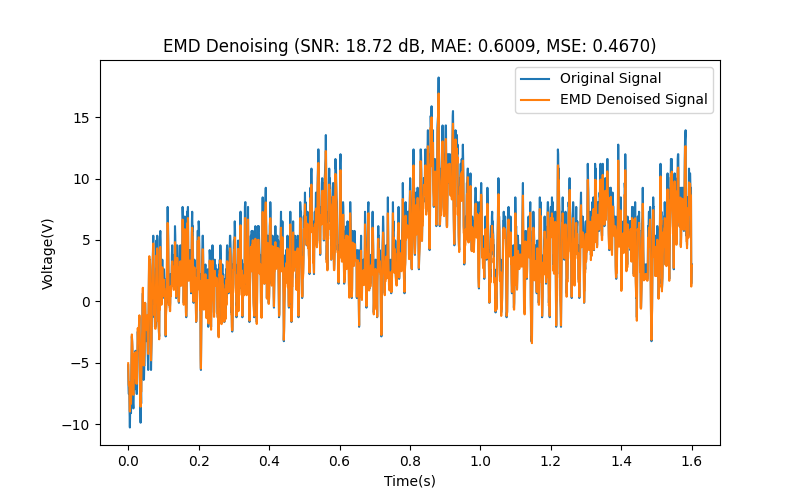 EMD Denoising (SNR: 18.72 dB, MAE: 0.6009, MSE: 0.4670)
Original Signal
EMD Denoised Signal
15
10
5
0
−5
−10
Voltage(V)
0.0 0.2 0.4 0.6 0.8 1.0 1.2 1.4 1.6
Time(s)